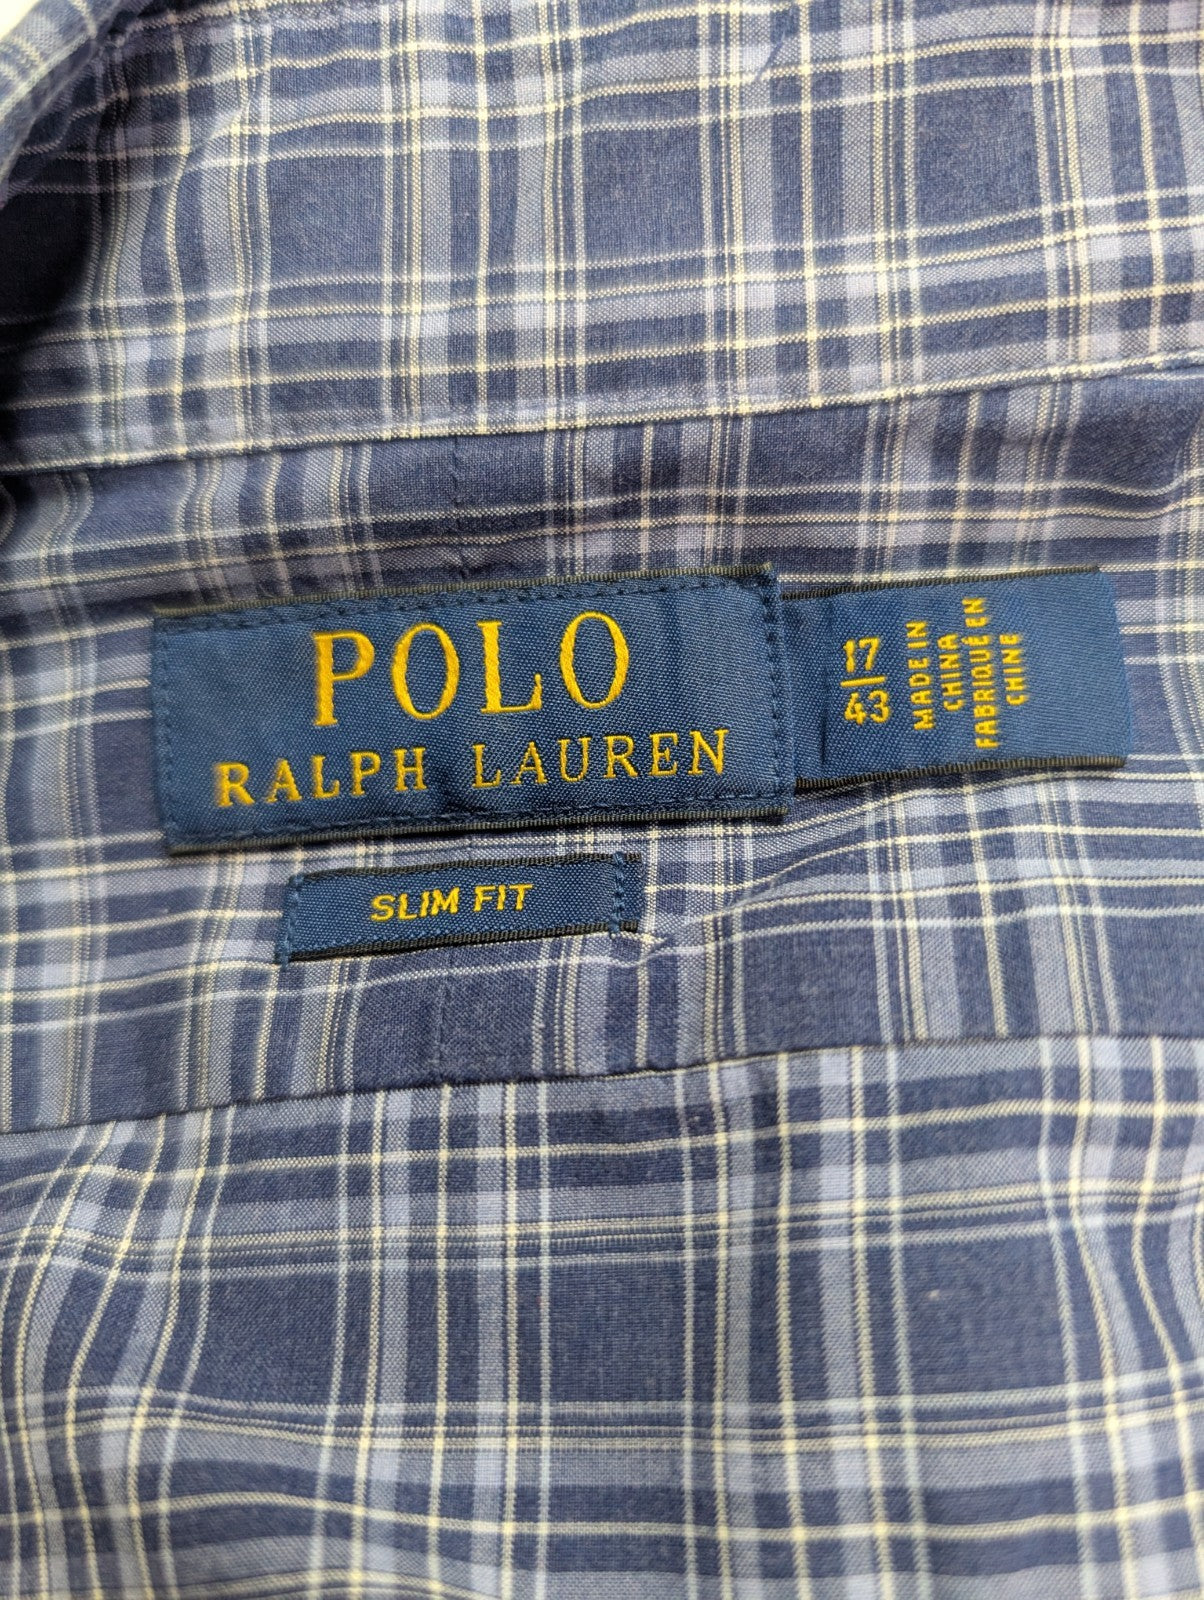 POLO
RALPH LAUREN
SLIM FIT
17
43
MADE IN
CHINA
FABRIQUÉ EN
CHINE